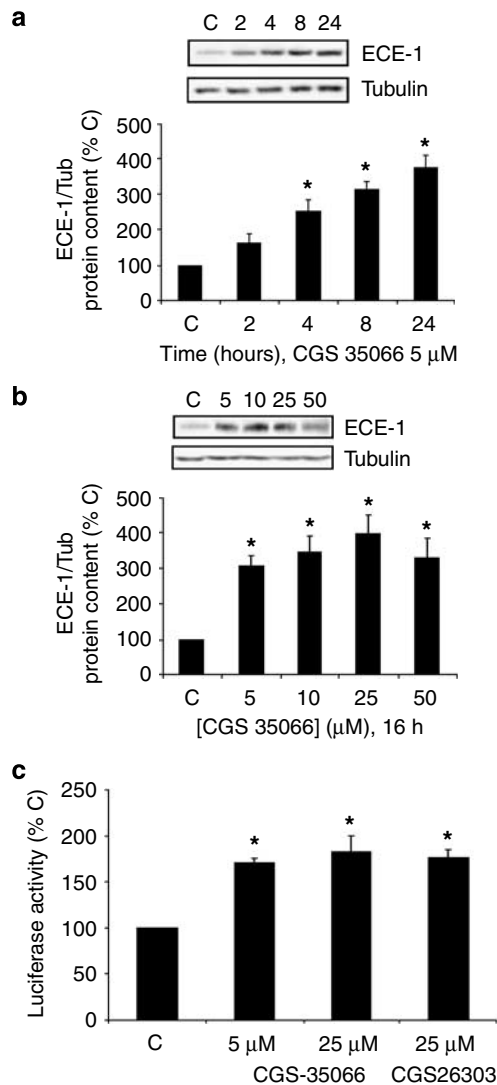 a
C 2 4 8 24
ECE-1
Tubulin
ECE-1/Tub
protein content (% C)
500
400
300
200
100
0
* * *
C 2 4 8 24
Time (hours), CGS 35066 5 µM
b
C 5 10 25 50
ECE-1
Tubulin
ECE-1/Tub
protein content (% C)
500
400
300
200
100
0
* * * *
C 5 10 25 50
[CGS 35066] (µM), 16 h
c
Luciferase activity (% C)
250
200
150
100
50
0
* * *
C 5 µM 25 µM 25 µM
CGS-35066 CGS26303